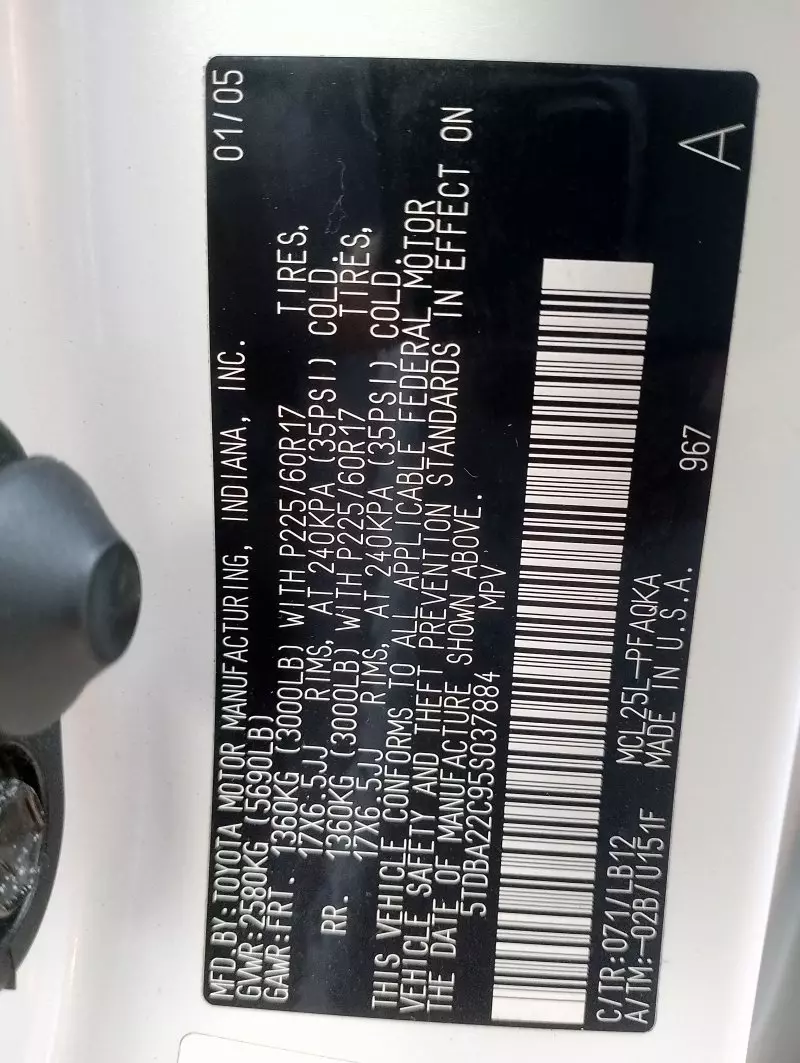 MFD.BY:TOYOTA MOTOR MANUFACTURING, INDIANA, INC. 01/05
GVWR:2580KG (5690LB)
GAWR:FRT. 1360KG (3000LB) WITH P225/60R17 TIRES,
17X6.5JJ RIMS, AT 240KPA (35PSI) COLD.
RR. 1360KG (3000LB) WITH P225/60R17 TIRES,
17X6.5JJ RIMS, AT 240KPA (35PSI) COLD.
THIS VEHICLE CONFORMS TO ALL APPLICABLE FEDERAL MOTOR
VEHICLE SAFETY AND THEFT PREVENTION STANDARDS IN EFFECT ON
THE DATE OF MANUFACTURE SHOWN ABOVE.
5TDBA22C95S037884 MPV
C/TR:071/LB12 MCL25L-PFAQKA 967
A/TM:-02B/U151F MADE IN U.S.A. A